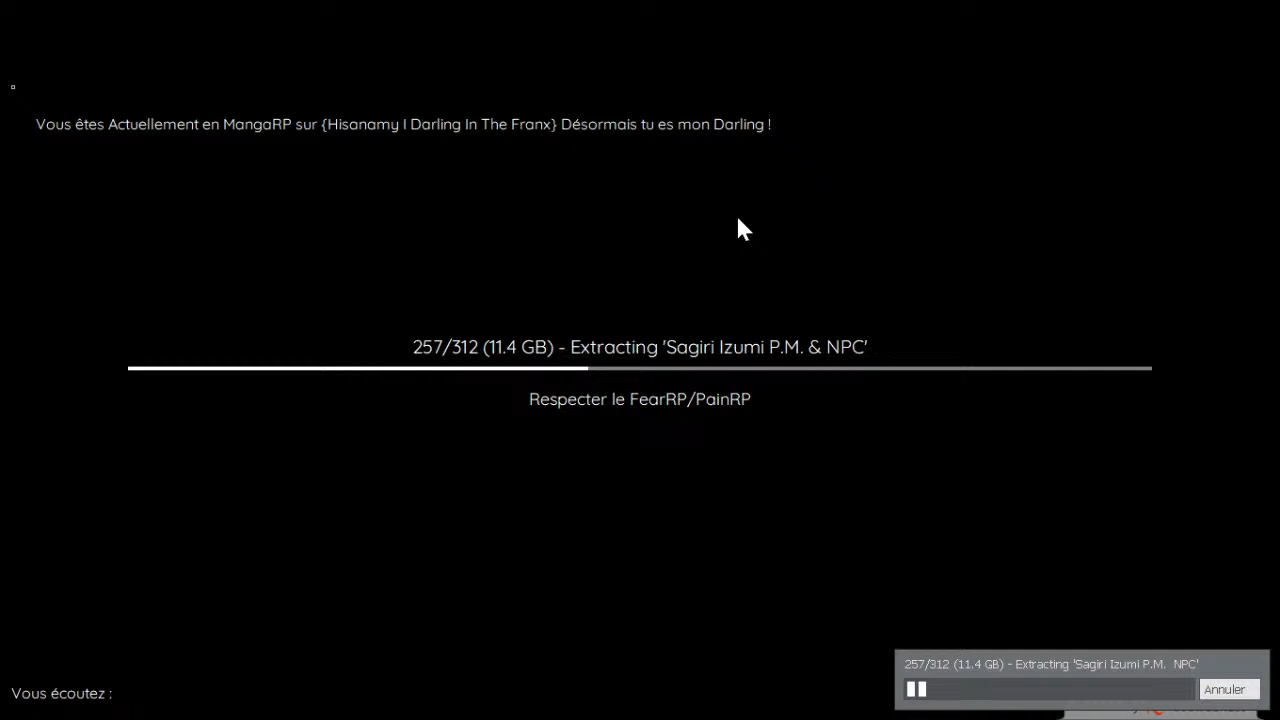 Vous êtes Actuellement en MangaRP sur {Hisanamy I Darling In The Franx} Désormais tu es mon Darling !
257/312 (11.4 GB) - Extracting 'Sagiri Izumi P.M. & NPC'
Respecter le FearRP/PainRP
257/312 (11.4 GB) - Extracting 'Sagiri Izumi P.M.  NPC'
Annuler
Vous écoutez :